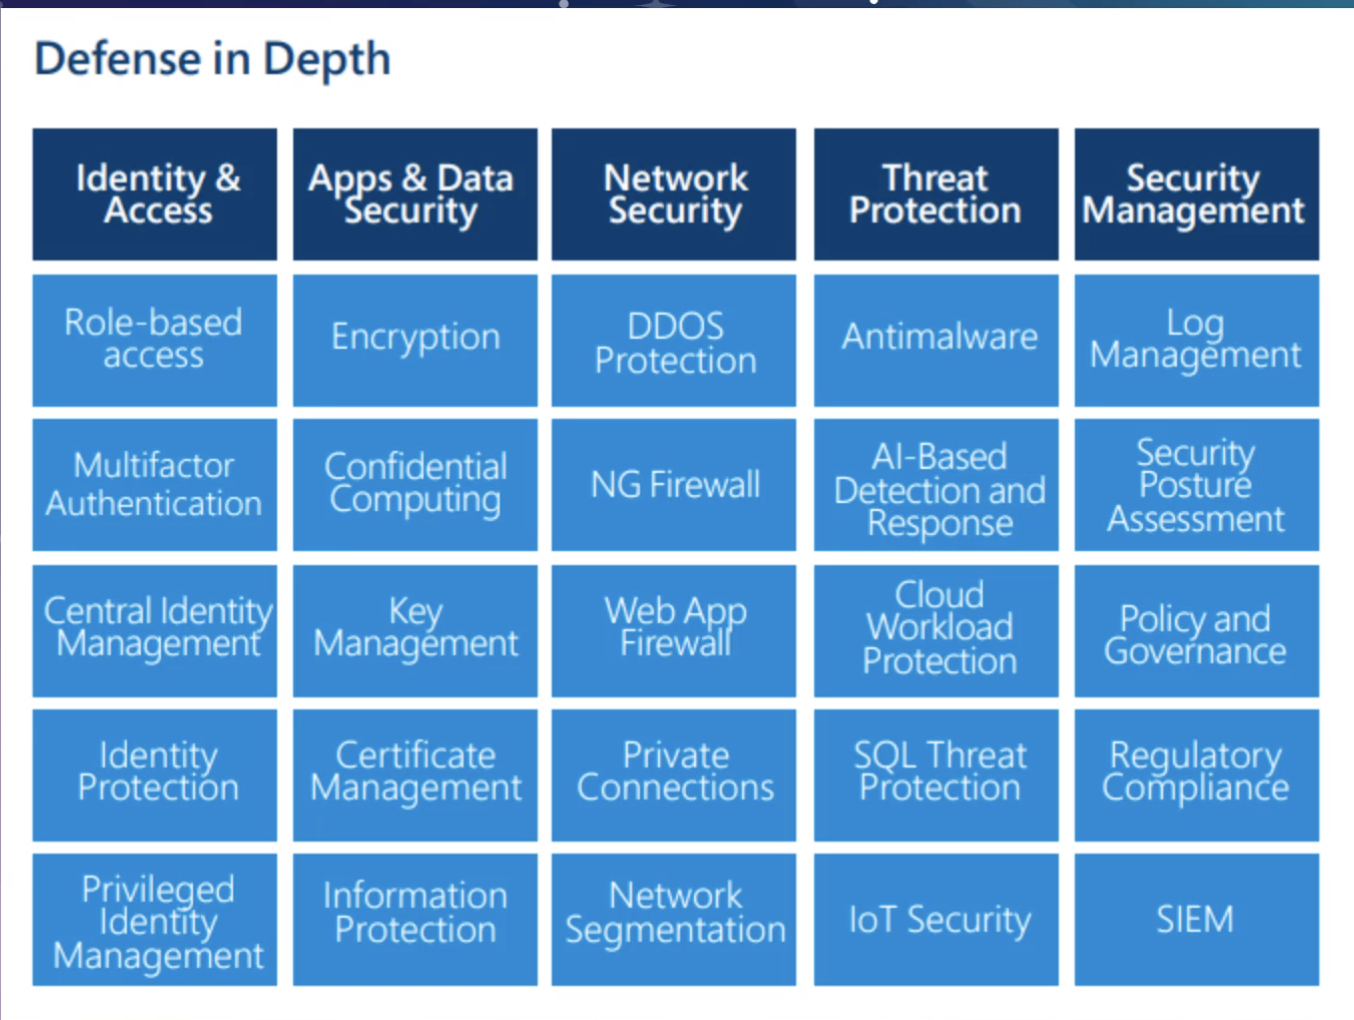 Defense in Depth
Identity &
Access
Apps & Data
Security
Network
Security
Threat
Protection
Security
Management
Role-based
access
Encryption
DDOS
Protection
Antimalware
Log
Management
Multifactor
Authentication
Confidential
Computing
NG Firewall
AI-Based
Detection and
Response
Security
Posture
Assessment
Central Identity
Management
Key
Management
Web App
Firewall
Cloud
Workload
Protection
Policy and
Governance
Identity
Protection
Certificate
Management
Private
Connections
SQL Threat
Protection
Regulatory
Compliance
Privileged
Identity
Management
Information
Protection
Network
Segmentation
IoT Security
SIEM